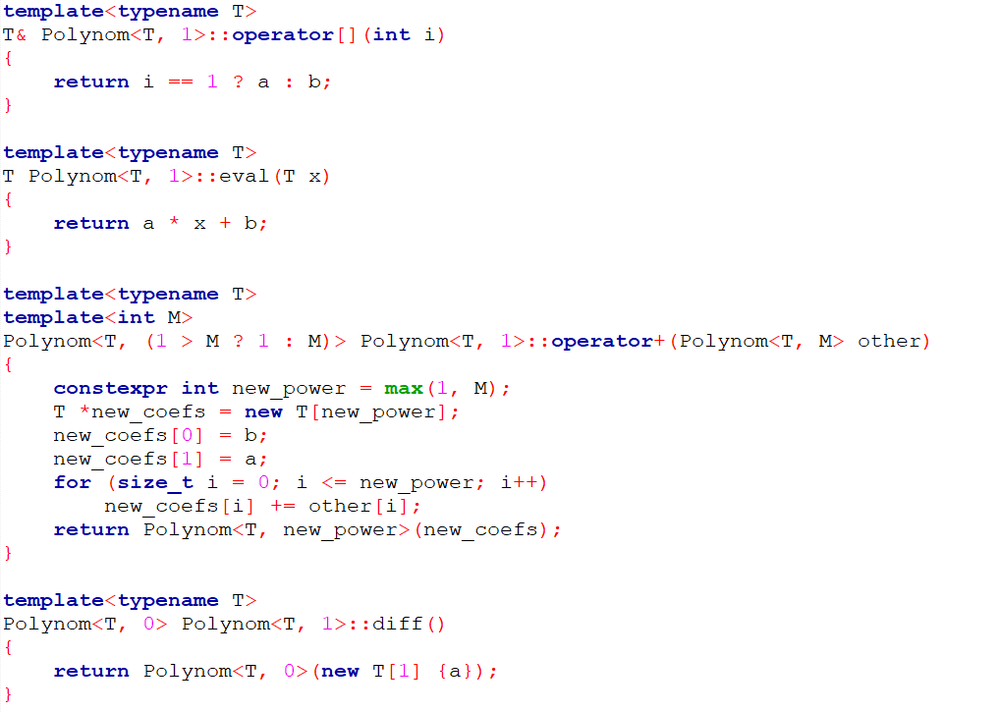 template<typename T>
T& Polynom<T, 1>::operator[](int i)
{
    return i == 1 ? a : b;
}

template<typename T>
T Polynom<T, 1>::eval(T x)
{
    return a * x + b;
}

template<typename T>
template<int M>
Polynom<T, (1 > M ? 1 : M)> Polynom<T, 1>::operator+(Polynom<T, M> other)
{
    constexpr int new_power = max(1, M);
    T *new_coefs = new T[new_power];
    new_coefs[0] = b;
    new_coefs[1] = a;
    for (size_t i = 0; i <= new_power; i++)
        new_coefs[i] += other[i];
    return Polynom<T, new_power>(new_coefs);
}

template<typename T>
Polynom<T, 0> Polynom<T, 1>::diff()
{
    return Polynom<T, 0>(new T[1] {a});
}